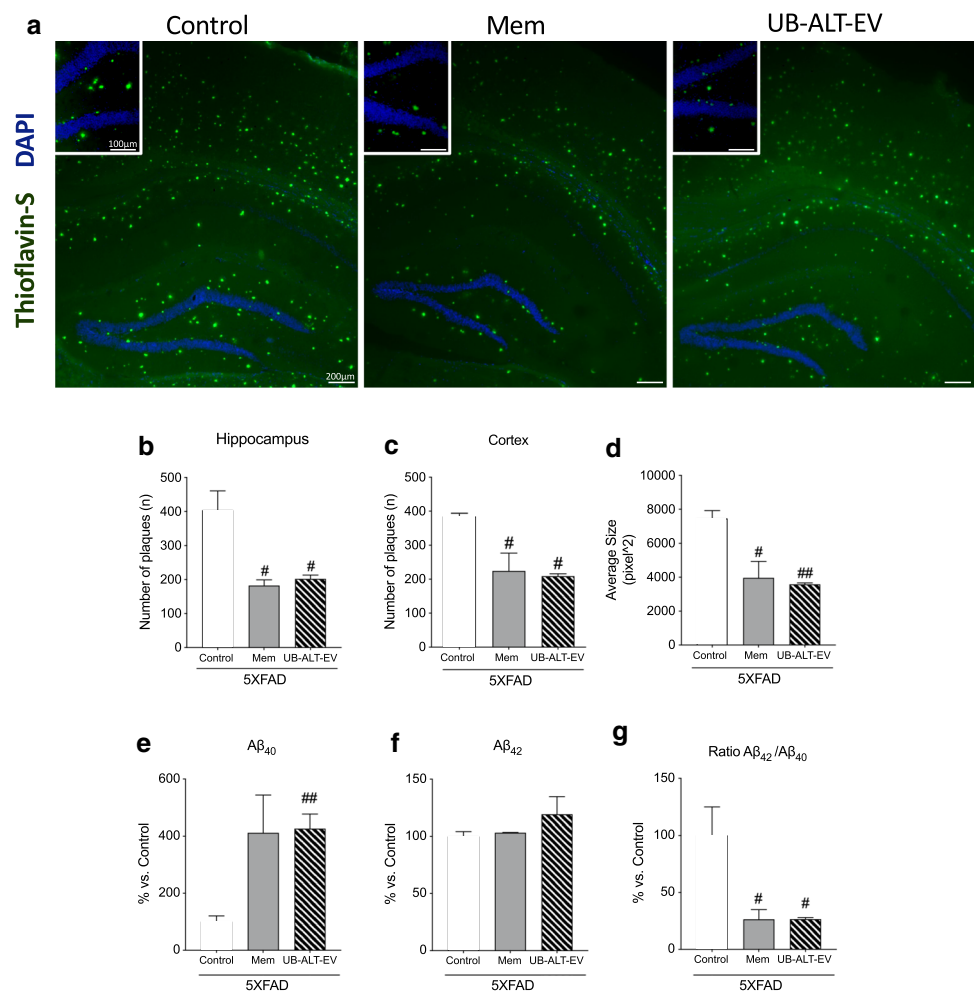 a
Control
Mem
UB-ALT-EV
Thioflavin-S DAPI
100µm
200µm
b
Hippocampus
Number of plaques (n)
500
400
300
200
100
0
#
#
Control Mem UB-ALT-EV
5XFAD
c
Cortex
Number of plaques (n)
500
400
300
200
100
0
#
#
Control Mem UB-ALT-EV
5XFAD
d
Average Size
(pixel^2)
10000
8000
6000
4000
2000
0
#
##
Control Mem UB-ALT-EV
5XFAD
e
Aβ40
% vs. Control
600
400
200
0
##
Control Mem UB-ALT-EV
5XFAD
f
Aβ42
% vs. Control
150
100
50
0
Control Mem UB-ALT-EV
5XFAD
g
Ratio Aβ42 /Aβ40
% vs. Control
150
100
50
0
#
#
Control Mem UB-ALT-EV
5XFAD